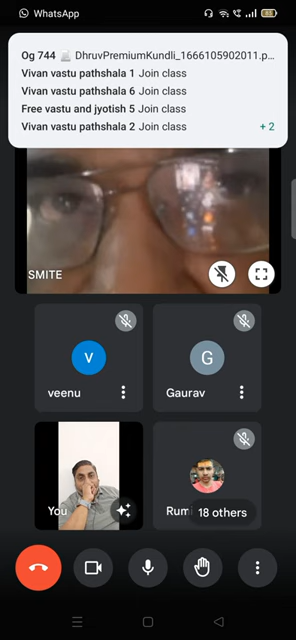 WhatsApp
Og 744 DhruvPremiumKundli_1666105902011.p...
Vivan vastu pathshala 1 Join class
Vivan vastu pathshala 6 Join class
Free vastu and jyotish 5 Join class
Vivan vastu pathshala 2 Join class + 2
SMITE
V
G
veenu
Gaurav
You
Rumi
18 others